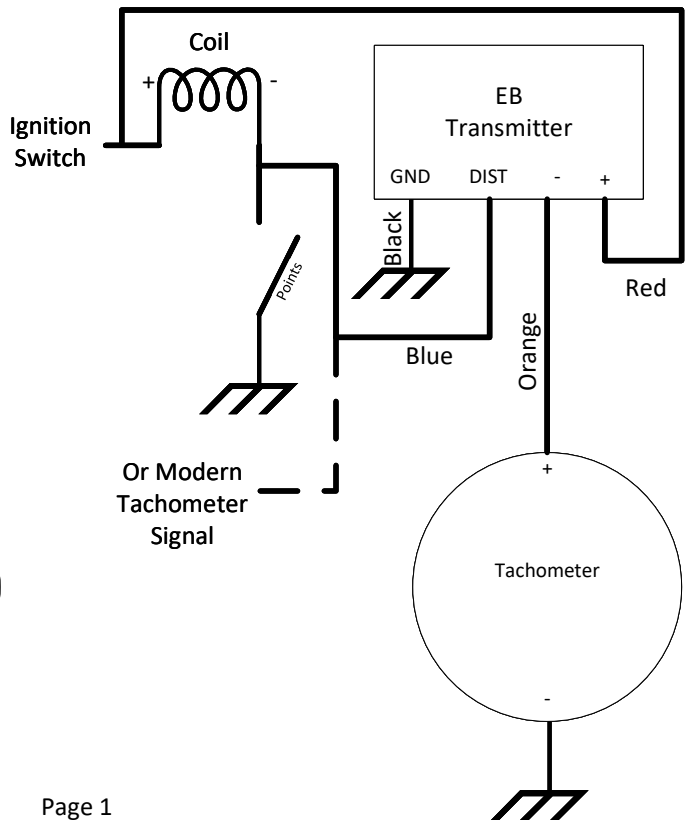 Coil
+
-
Ignition
Switch
EB
Transmitter
GND
DIST
-
+
Black
Points
Red
Blue
Orange
Or Modern
Tachometer
Signal
+
Tachometer
-
)
Page 1